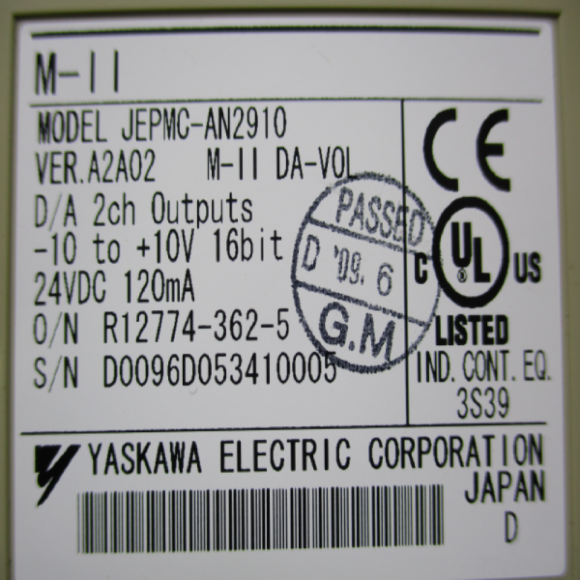 M-II
MODEL JEPMC-AN2910
VER.A2A02 M-II DA-VOL
D/A 2ch Outputs
-10 to +10V 16bit
24VDC 120mA
O/N R12774-362-5
S/N D0096D053410005
PASSED
D '09. 6
G.M
CE
C UL US
®
LISTED
IND. CONT. EQ.
3S39
YASKAWA ELECTRIC CORPORATION
JAPAN
D